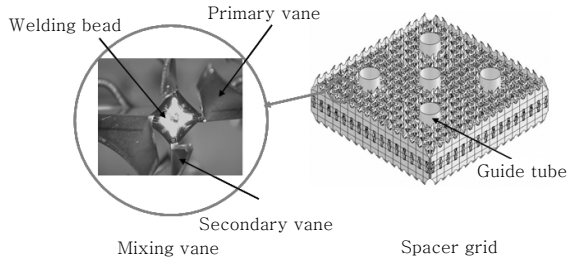 Primary vane
Welding bead
Guide tube
Secondary vane
Mixing vane
Spacer grid